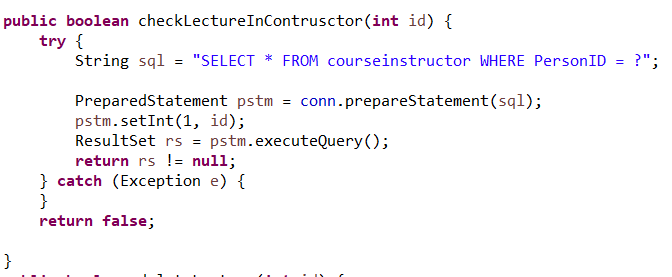 public boolean checkLectureInContrusctor(int id) {
try {
String sql = "SELECT * FROM courseinstructor WHERE PersonID = ?";
PreparedStatement pstm = conn.prepareStatement(sql);
pstm.setInt(1, id);
ResultSet rs = pstm.executeQuery();
return rs != null;
} catch (Exception e) {
}
return false;
}